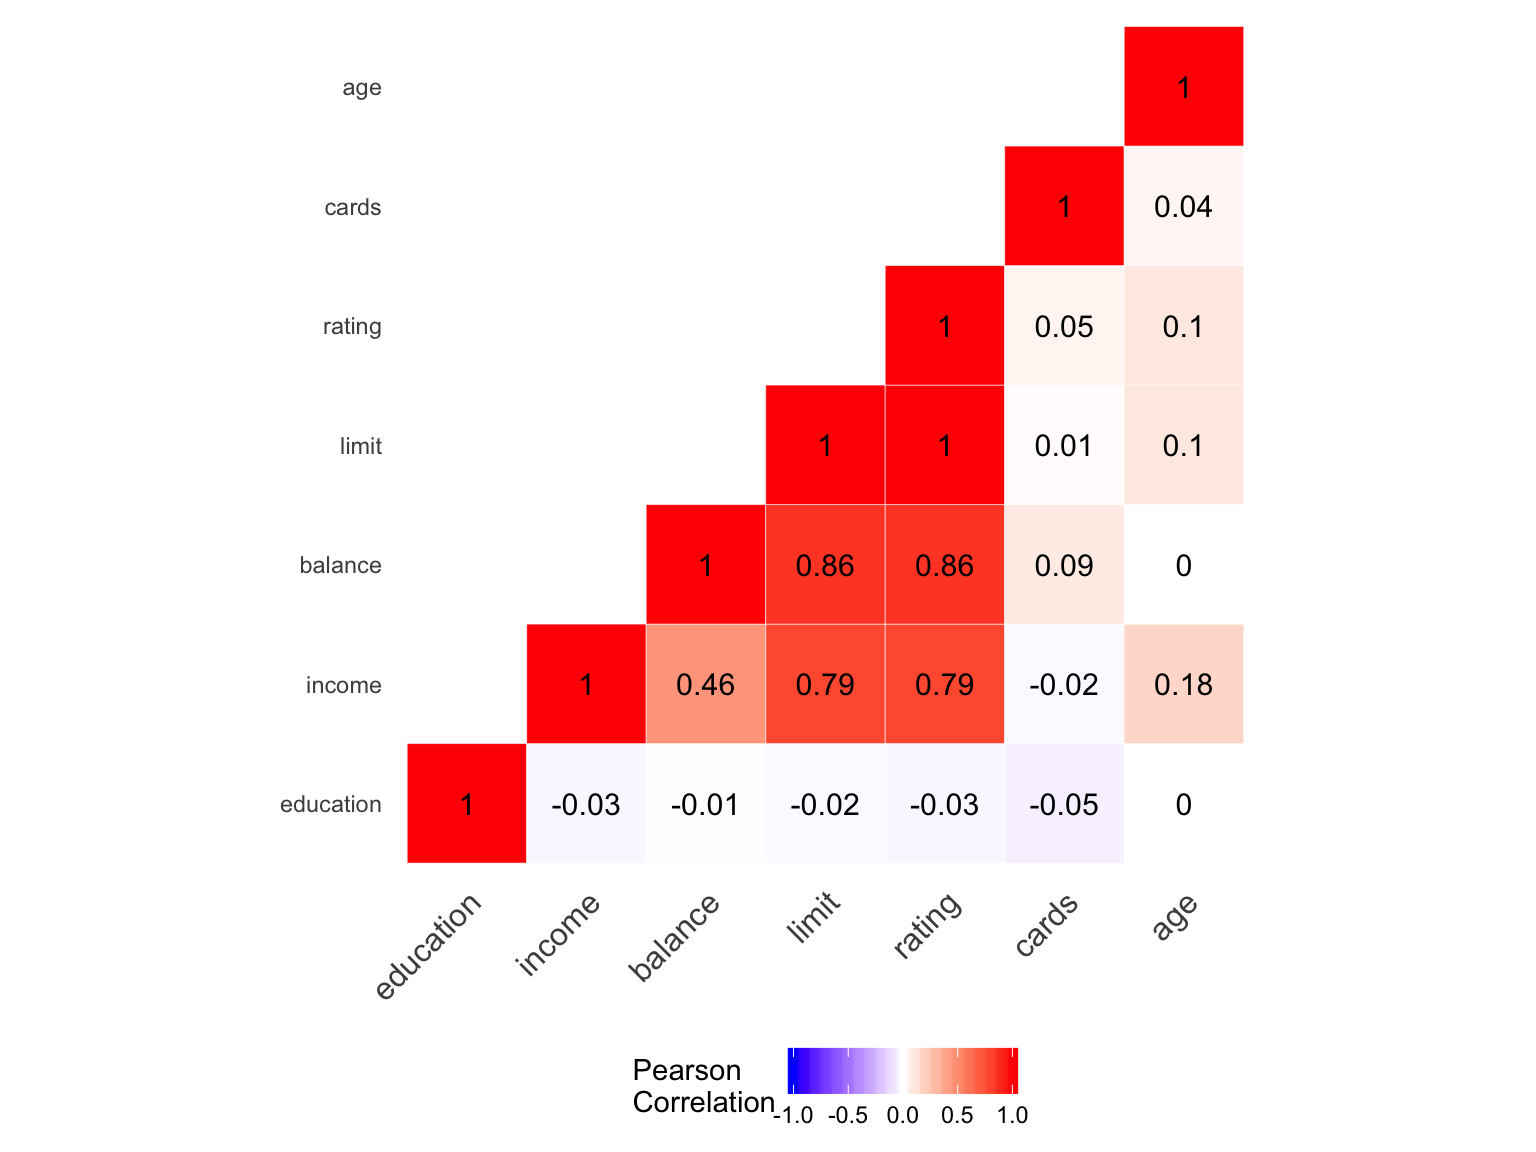 age 1
cards 1 0.04
rating 1 0.05 0.1
limit 1 1 0.01 0.1
balance 1 0.86 0.86 0.09 0
income 1 0.46 0.79 0.79 -0.02 0.18
education 1 -0.03 -0.01 -0.02 -0.03 -0.05 0
education income balance limit rating cards age
Pearson
Correlation
-1.0 -0.5 0.0 0.5 1.0